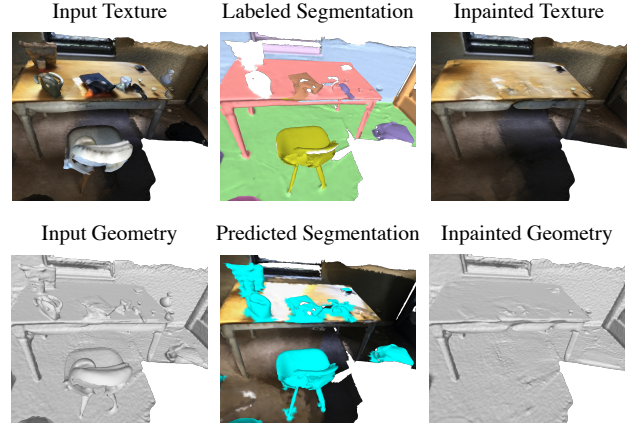 Input Texture
Labeled Segmentation
Inpainted Texture
Input Geometry
Predicted Segmentation
Inpainted Geometry